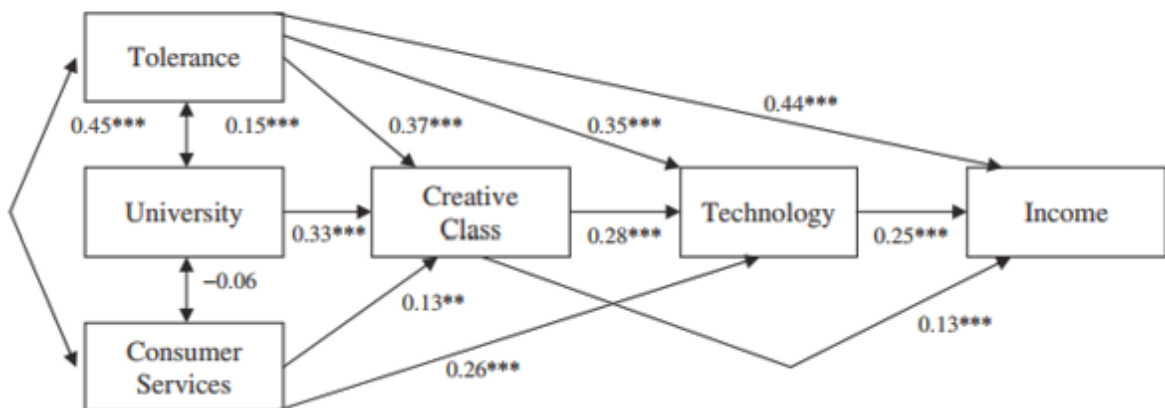 Tolerance
0.45***
0.15***
0.37***
0.35***
0.44***
University
Creative
Class
Technology
Income
0.33***
0.28***
0.25***
−0.06
0.13**
0.13***
Consumer
Services
0.26***